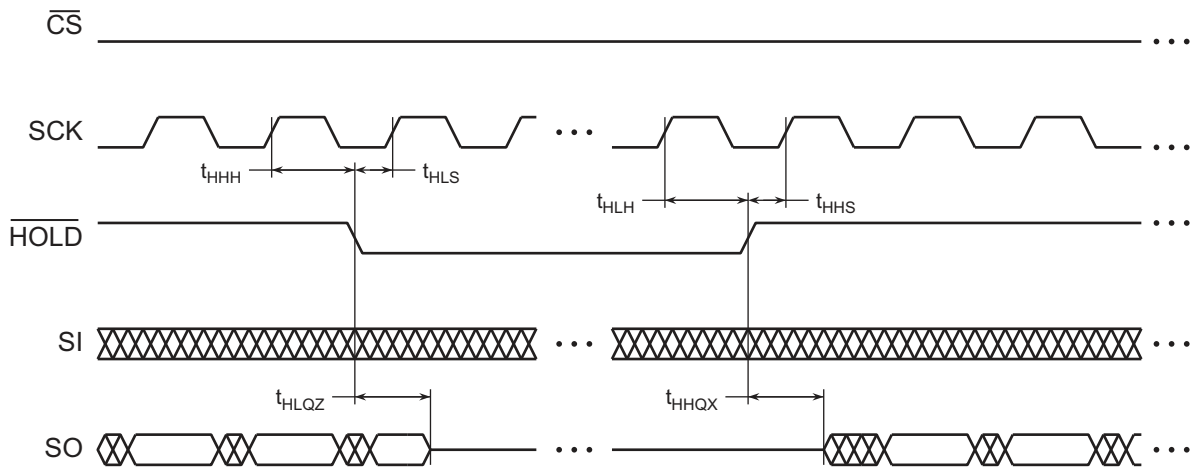 CS
SCK
tHHH
tHLS
tHLH
tHHS
HOLD
SI
tHLQZ
tHHQX
SO